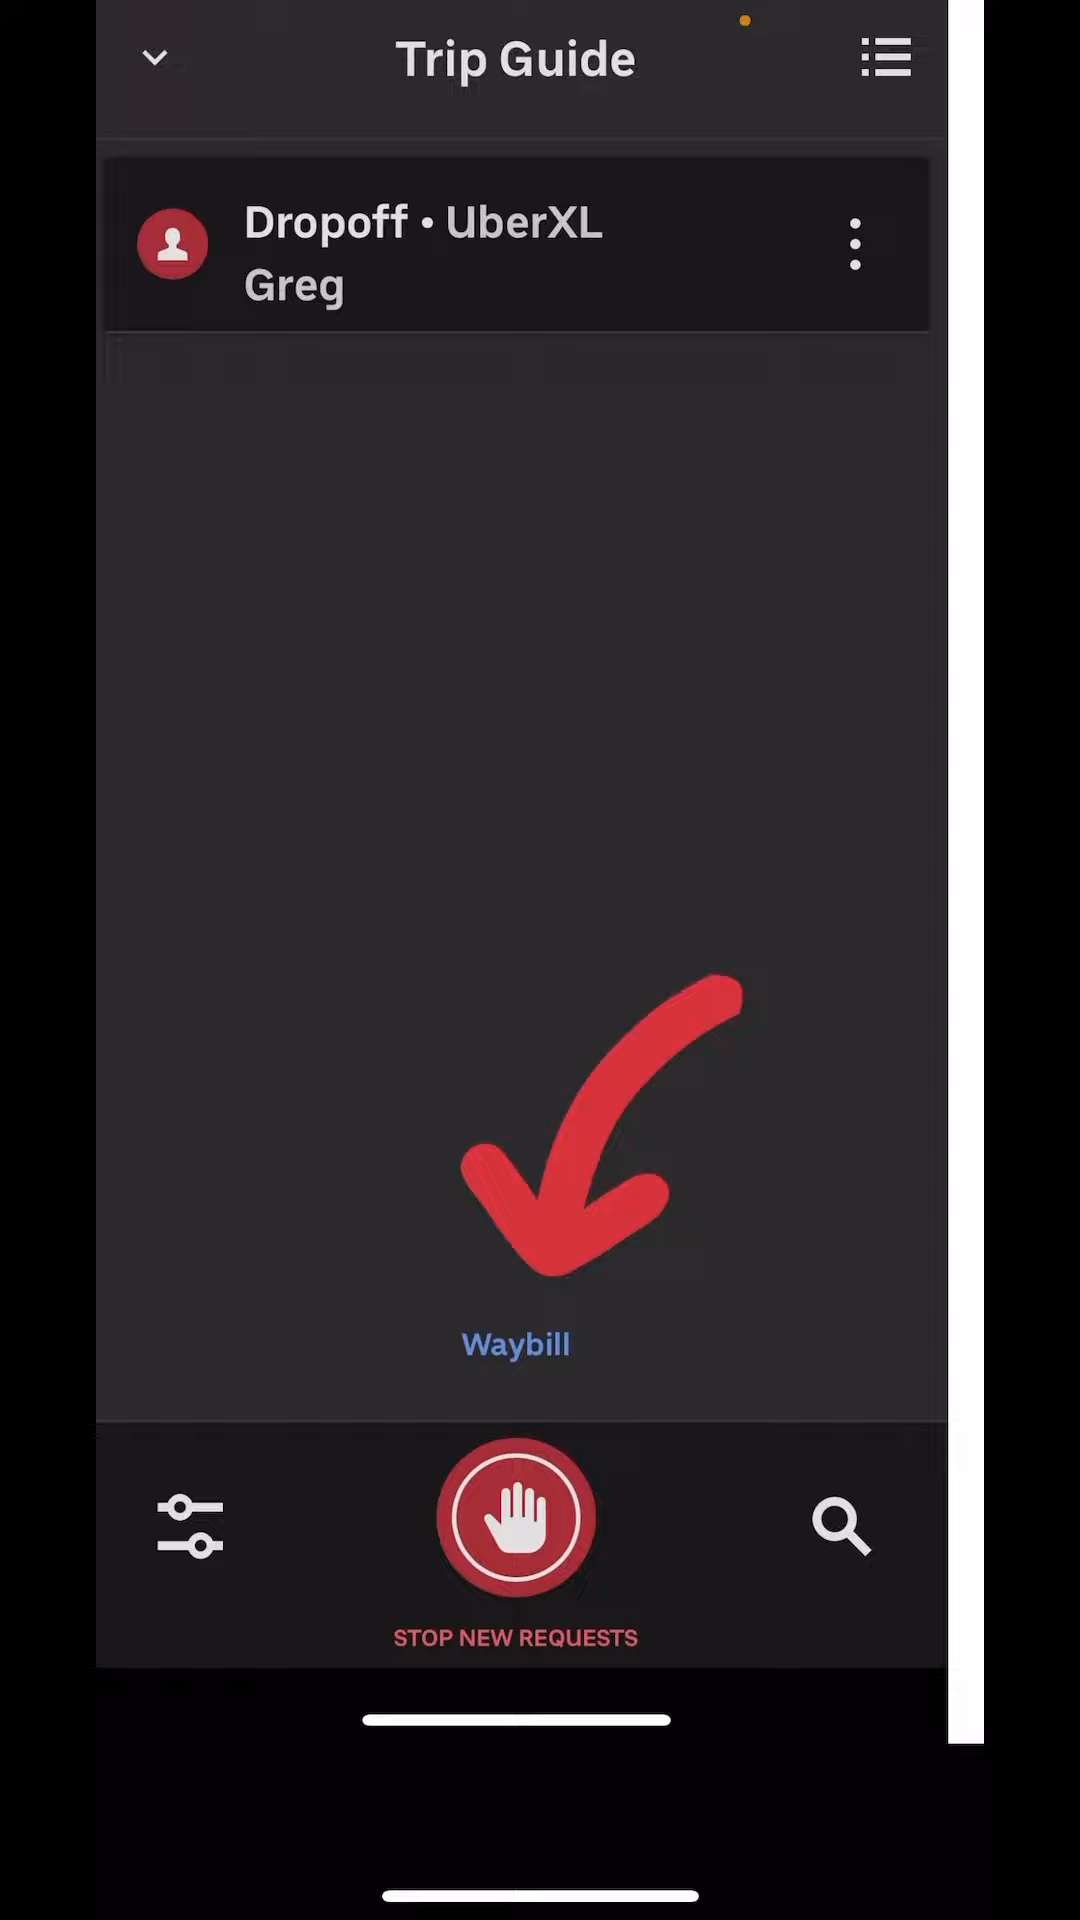 Trip Guide
Dropoff • UberXL
Greg
Waybill
STOP NEW REQUESTS